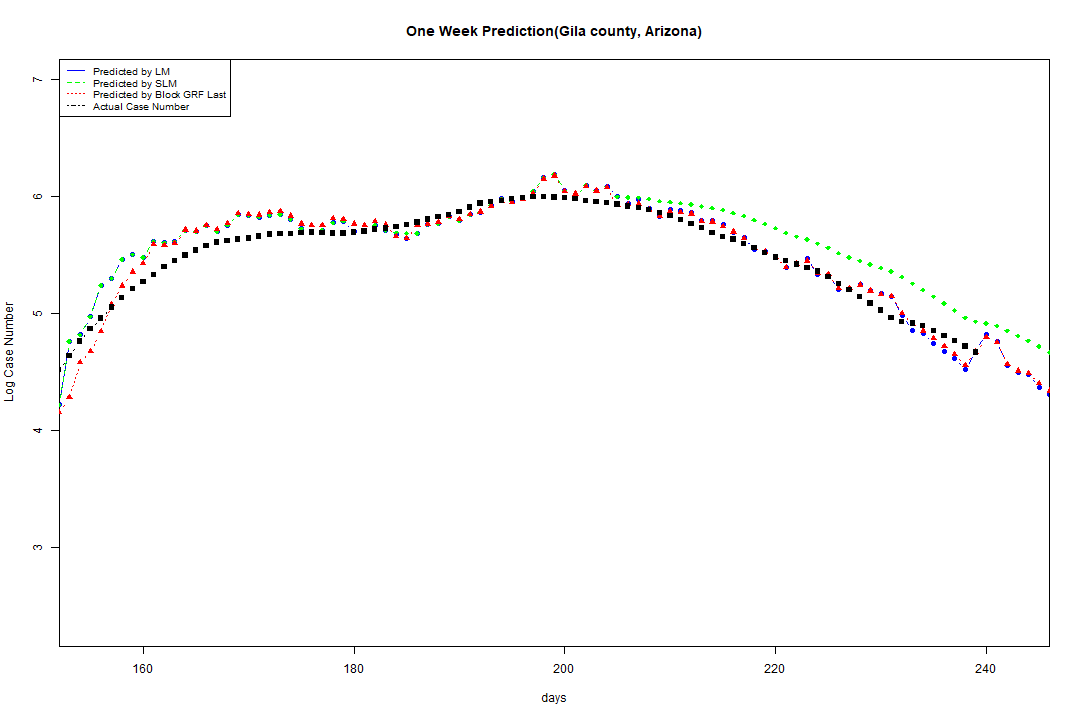 One Week Prediction(Gila county, Arizona)
Predicted by LM
Predicted by SLM
Predicted by Block GRF Last
Actual Case Number
7
6
5
4
3
Log Case Number
160 180 200 220 240
days